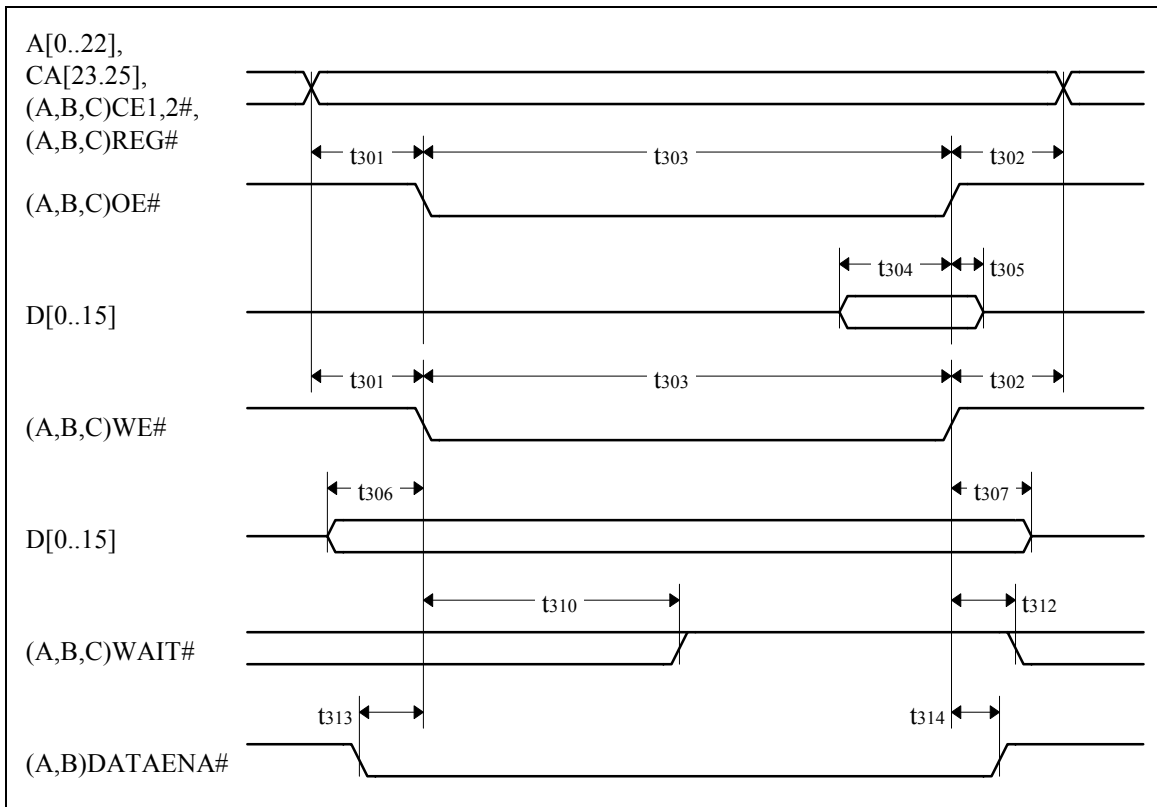 A[0..22],
CA[23.25],
(A,B,C)CE1,2#,
(A,B,C)REG#
t301 t303 t302
(A,B,C)OE#
t304 t305
D[0..15]
t301 t303 t302
(A,B,C)WE#
t306 t307
D[0..15]
t310 t312
(A,B,C)WAIT#
t313 t314
(A,B)DATAENA#